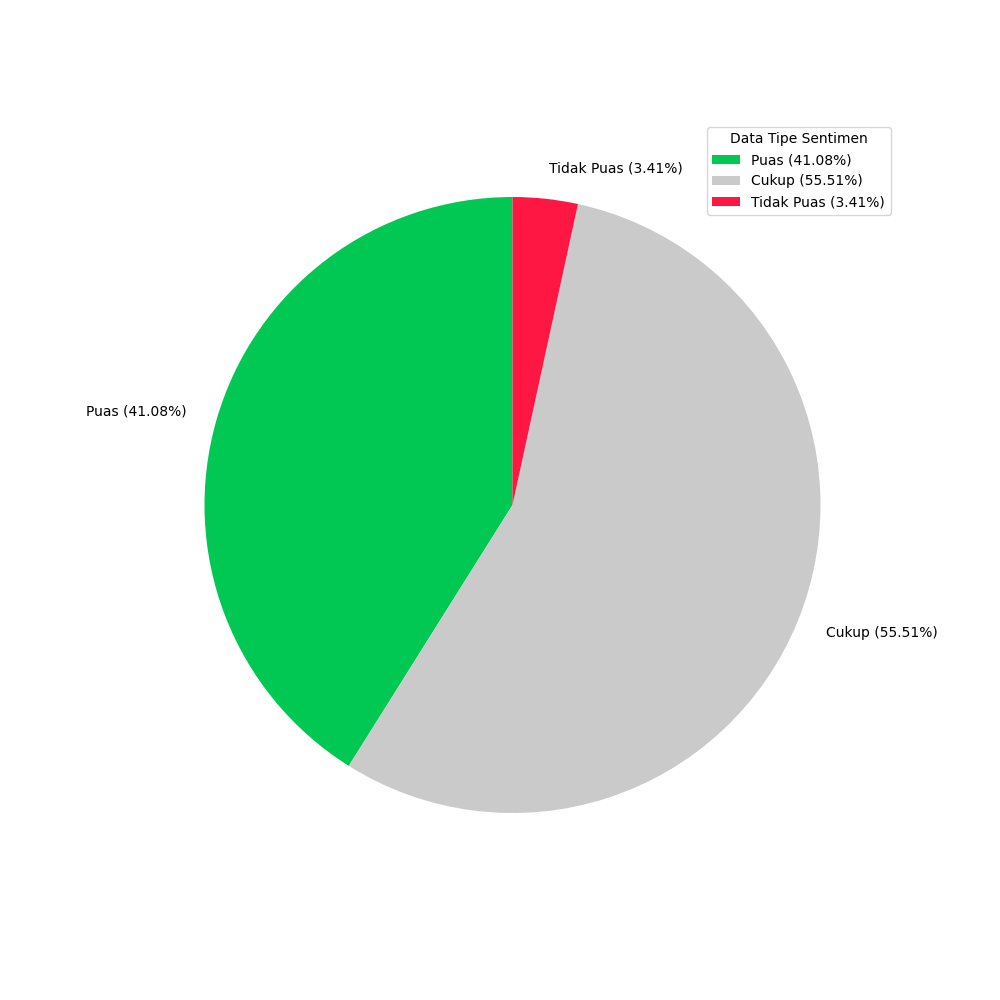 Data Tipe Sentimen
Puas (41.08%)
Cukup (55.51%)
Tidak Puas (3.41%)
Tidak Puas (3.41%)
Puas (41.08%)
Cukup (55.51%)